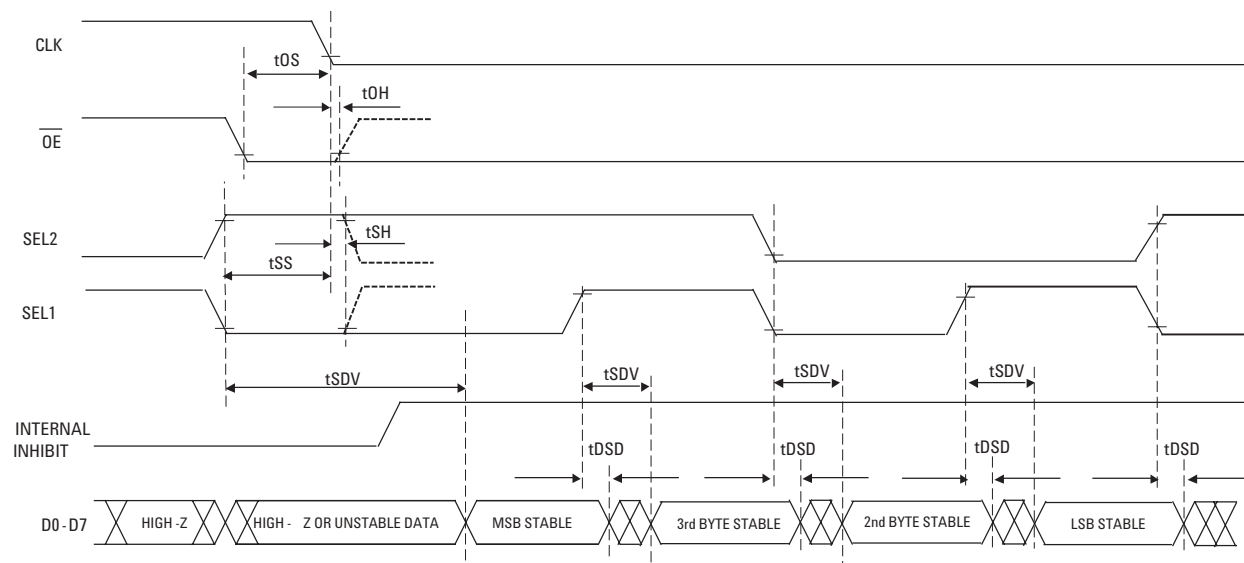 CLK
tOS
tOH
OE
SEL2
tSH
tSS
SEL1
tSDV
tSDV
tSDV
tSDV
INTERNAL
INHIBIT
tDSD
tDSD
tDSD
tDSD
D0 - D7
HIGH -Z
HIGH - Z OR UNSTABLE DATA
MSB STABLE
3rd BYTE STABLE
2nd BYTE STABLE
LSB STABLE